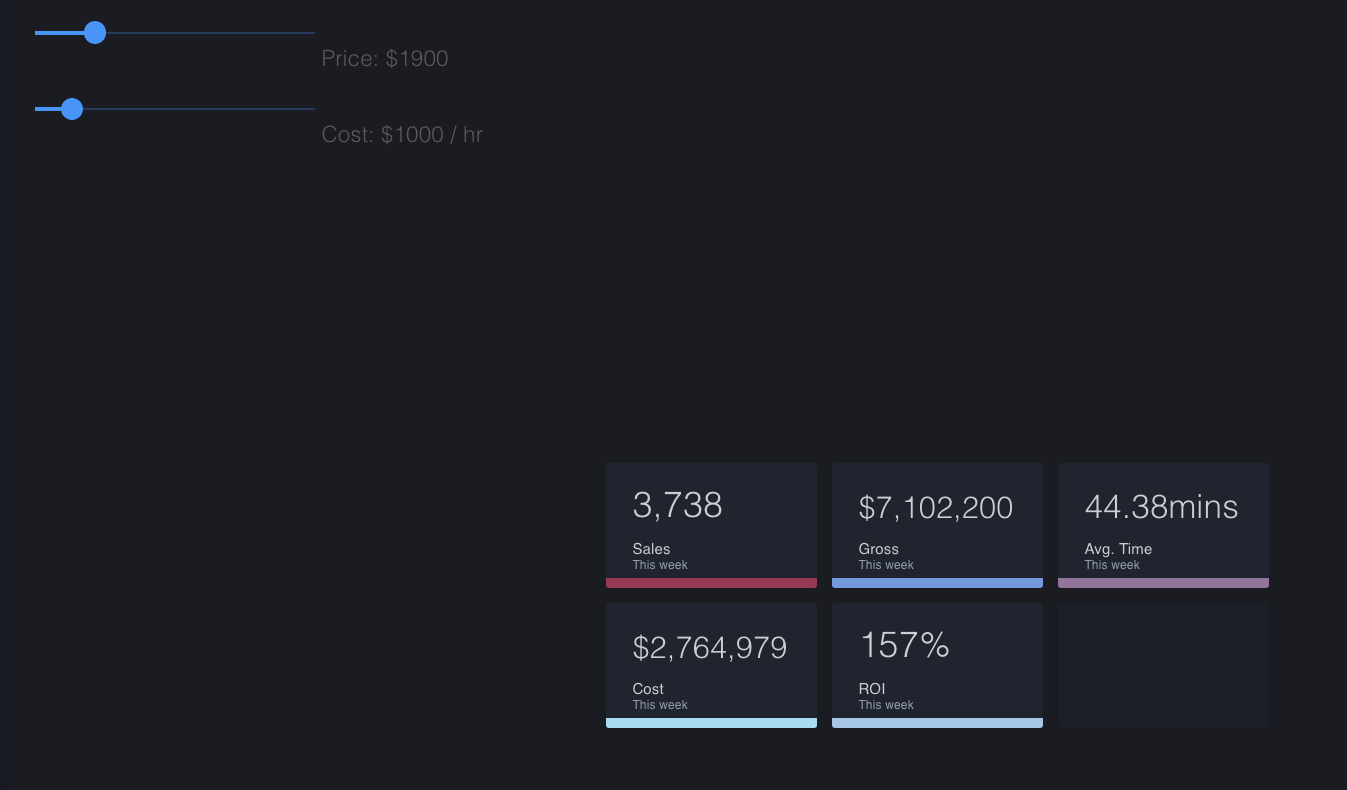 Price: $1900
Cost: $1000 / hr
3,738
Sales
This week
$7,102,200
Gross
This week
44.38mins
Avg. Time
This week
$2,764,979
Cost
This week
157%
ROI
This week